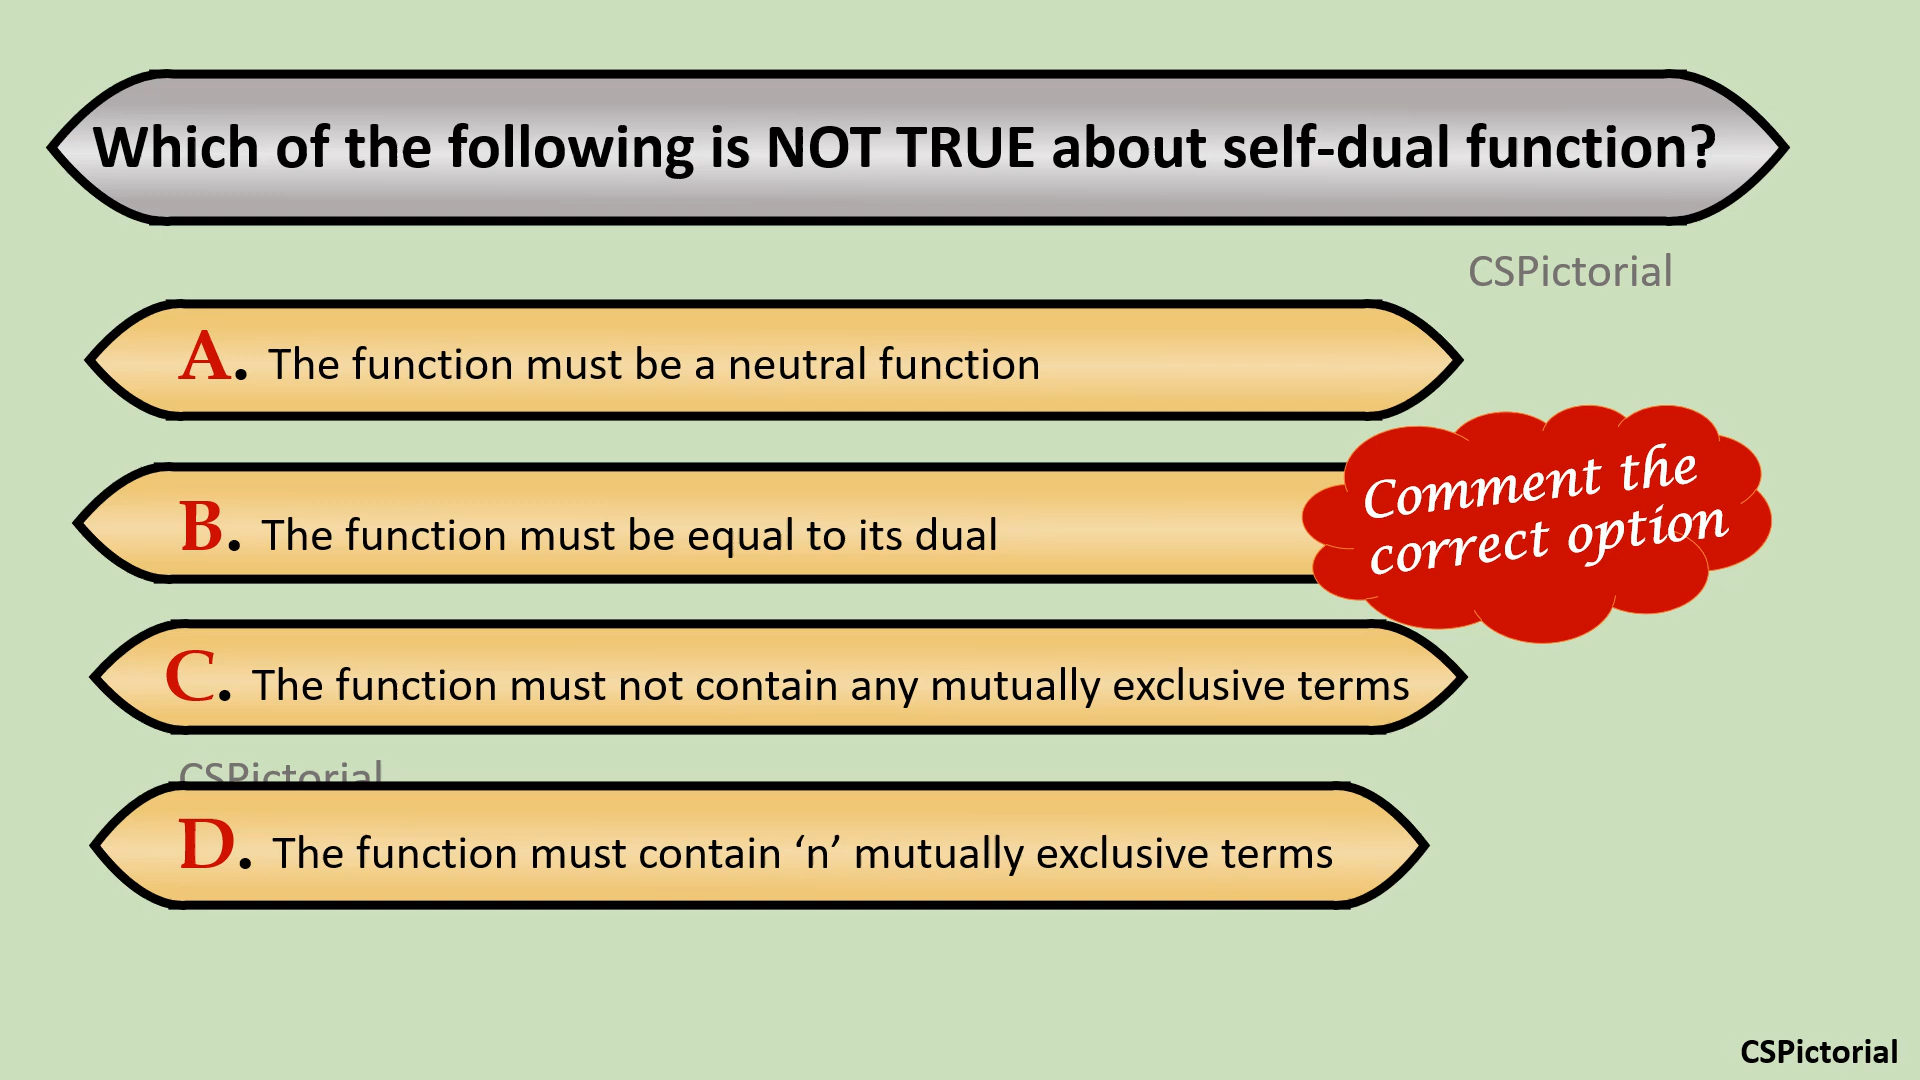 Which of the following is NOT TRUE about self-dual function?
CSPictorial
A. The function must be a neutral function
Comment the
correct option
B. The function must be equal to its dual
C. The function must not contain any mutually exclusive terms
CSPictorial
D. The function must contain ‘n’ mutually exclusive terms
CSPictorial